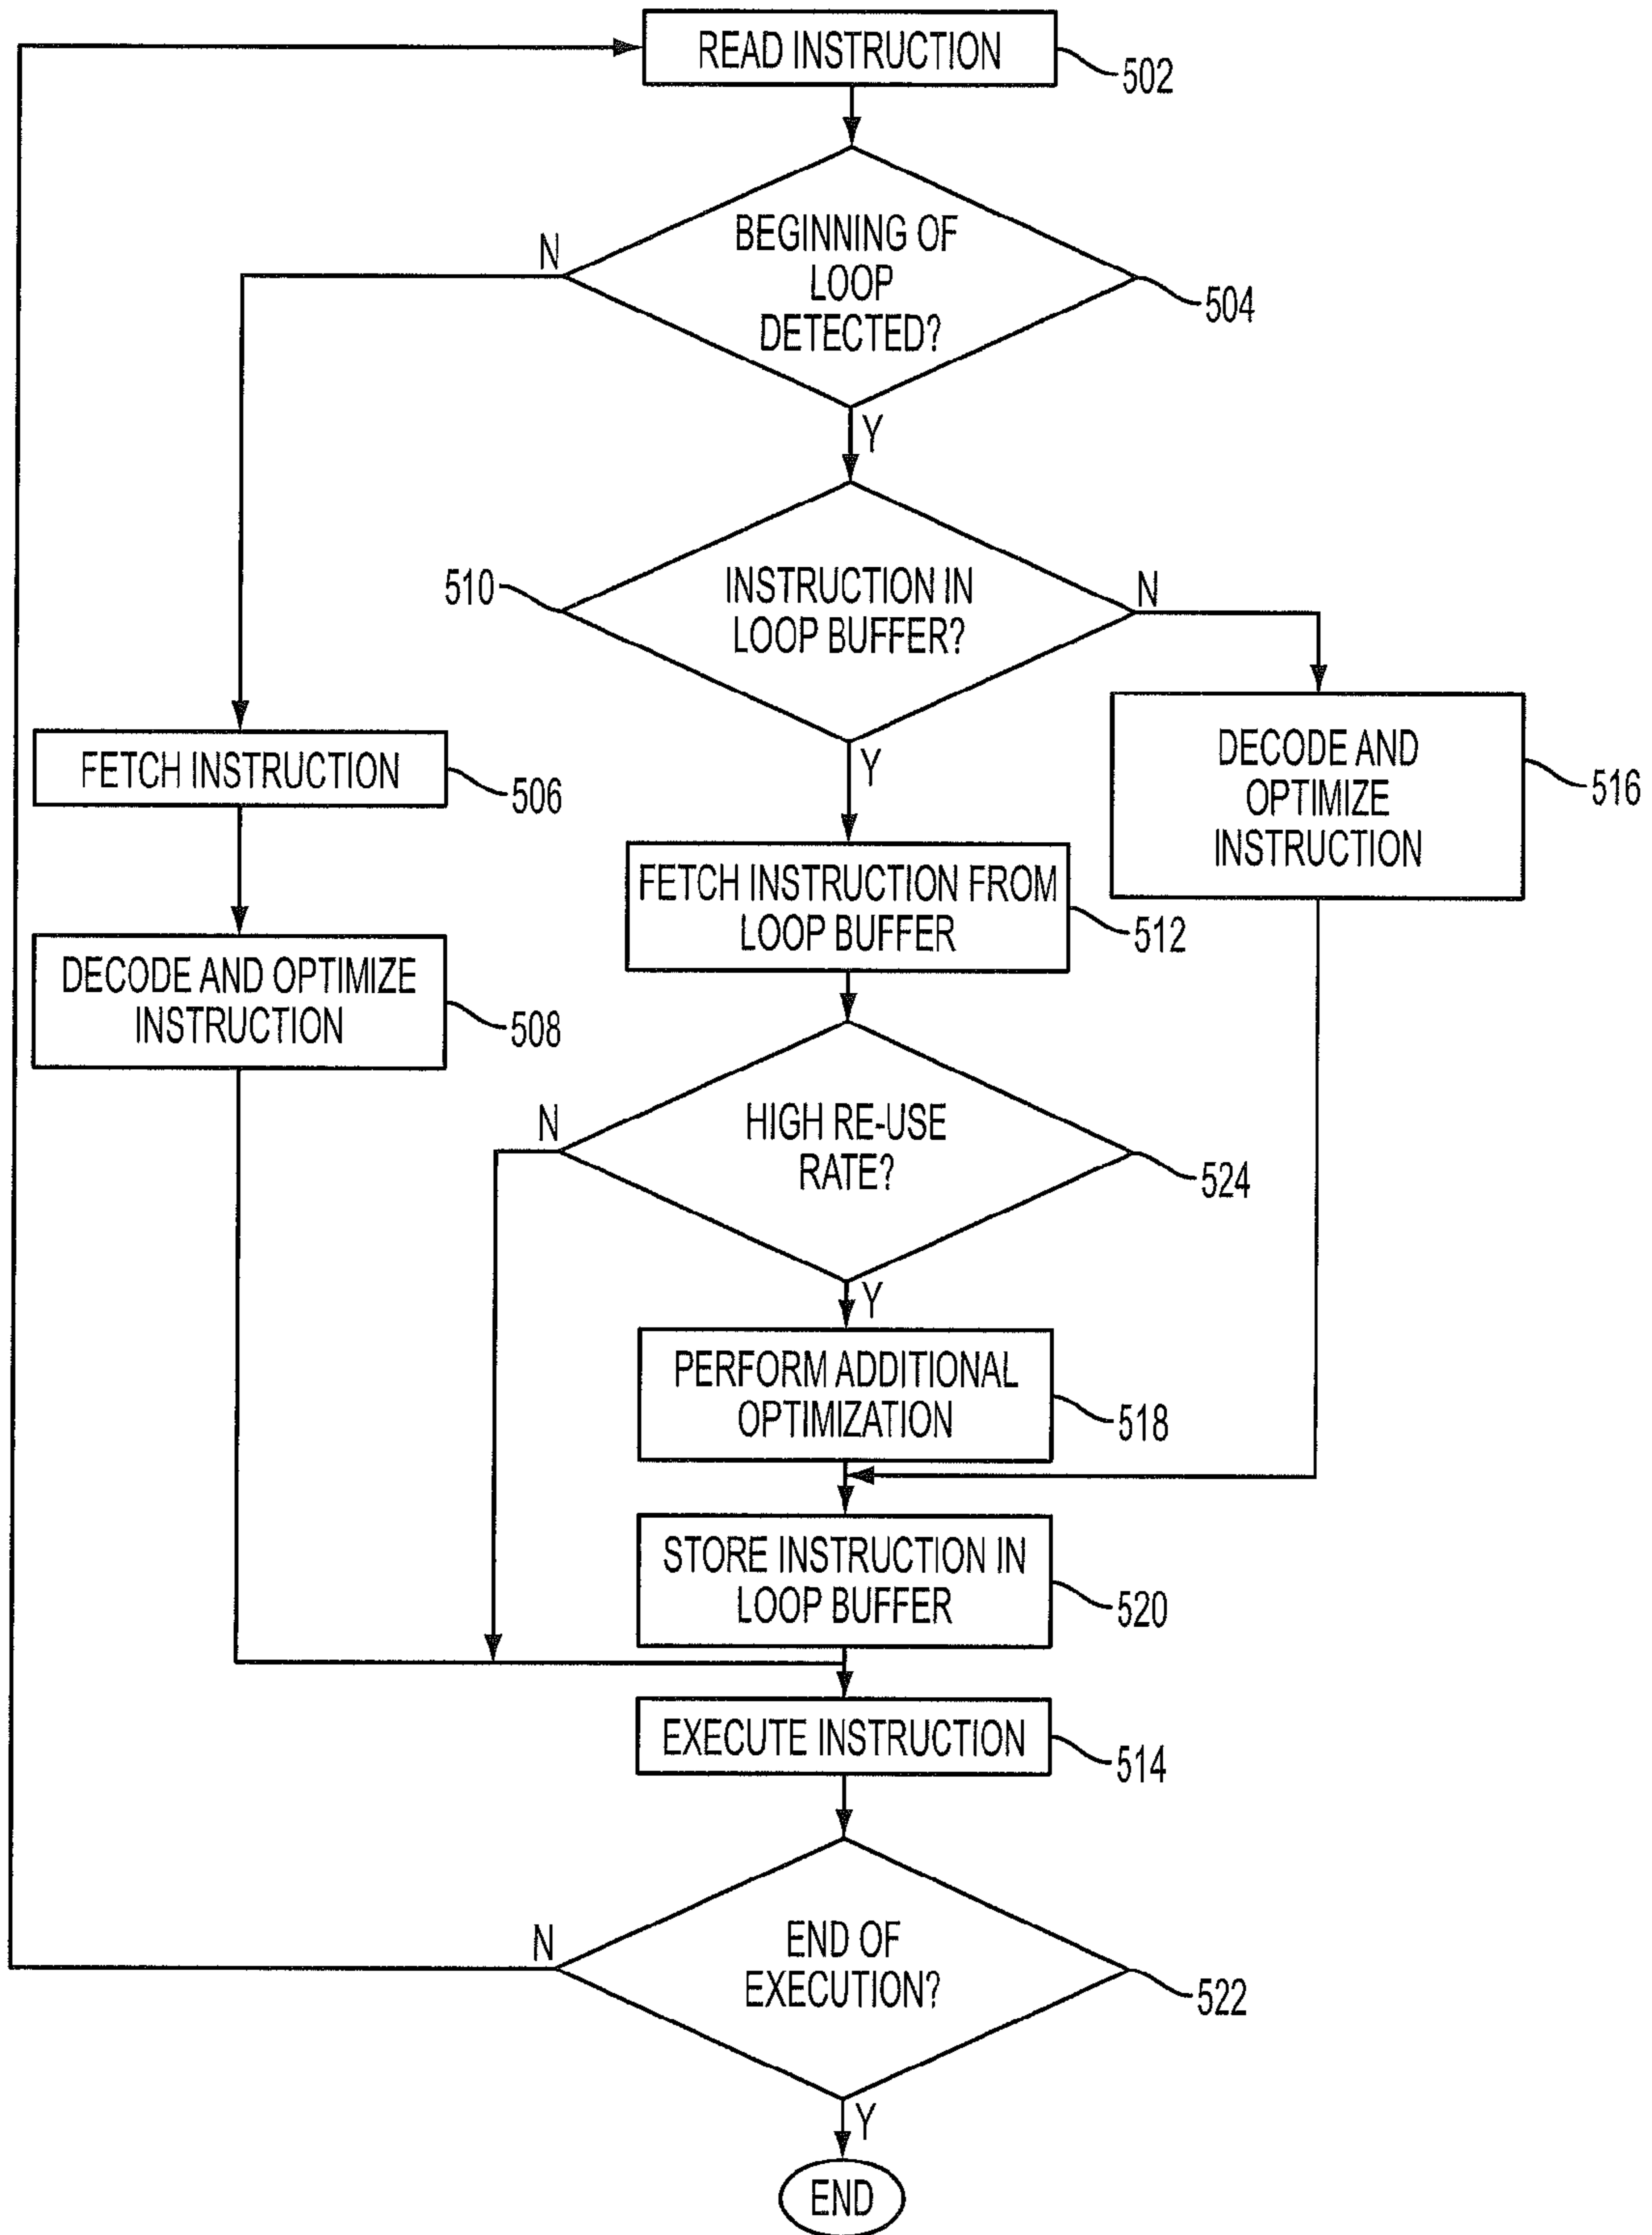 READ INSTRUCTION
502
BEGINNING OF
LOOP
DETECTED?
504
N
Y
510
INSTRUCTION IN
LOOP BUFFER?
N
Y
FETCH INSTRUCTION
506
DECODE AND
OPTIMIZE
INSTRUCTION
516
FETCH INSTRUCTION FROM
LOOP BUFFER
512
DECODE AND OPTIMIZE
INSTRUCTION
508
HIGH RE-USE
RATE?
524
N
Y
PERFORM ADDITIONAL
OPTIMIZATION
518
STORE INSTRUCTION IN
LOOP BUFFER
520
EXECUTE INSTRUCTION
514
END OF
EXECUTION?
522
N
Y
END